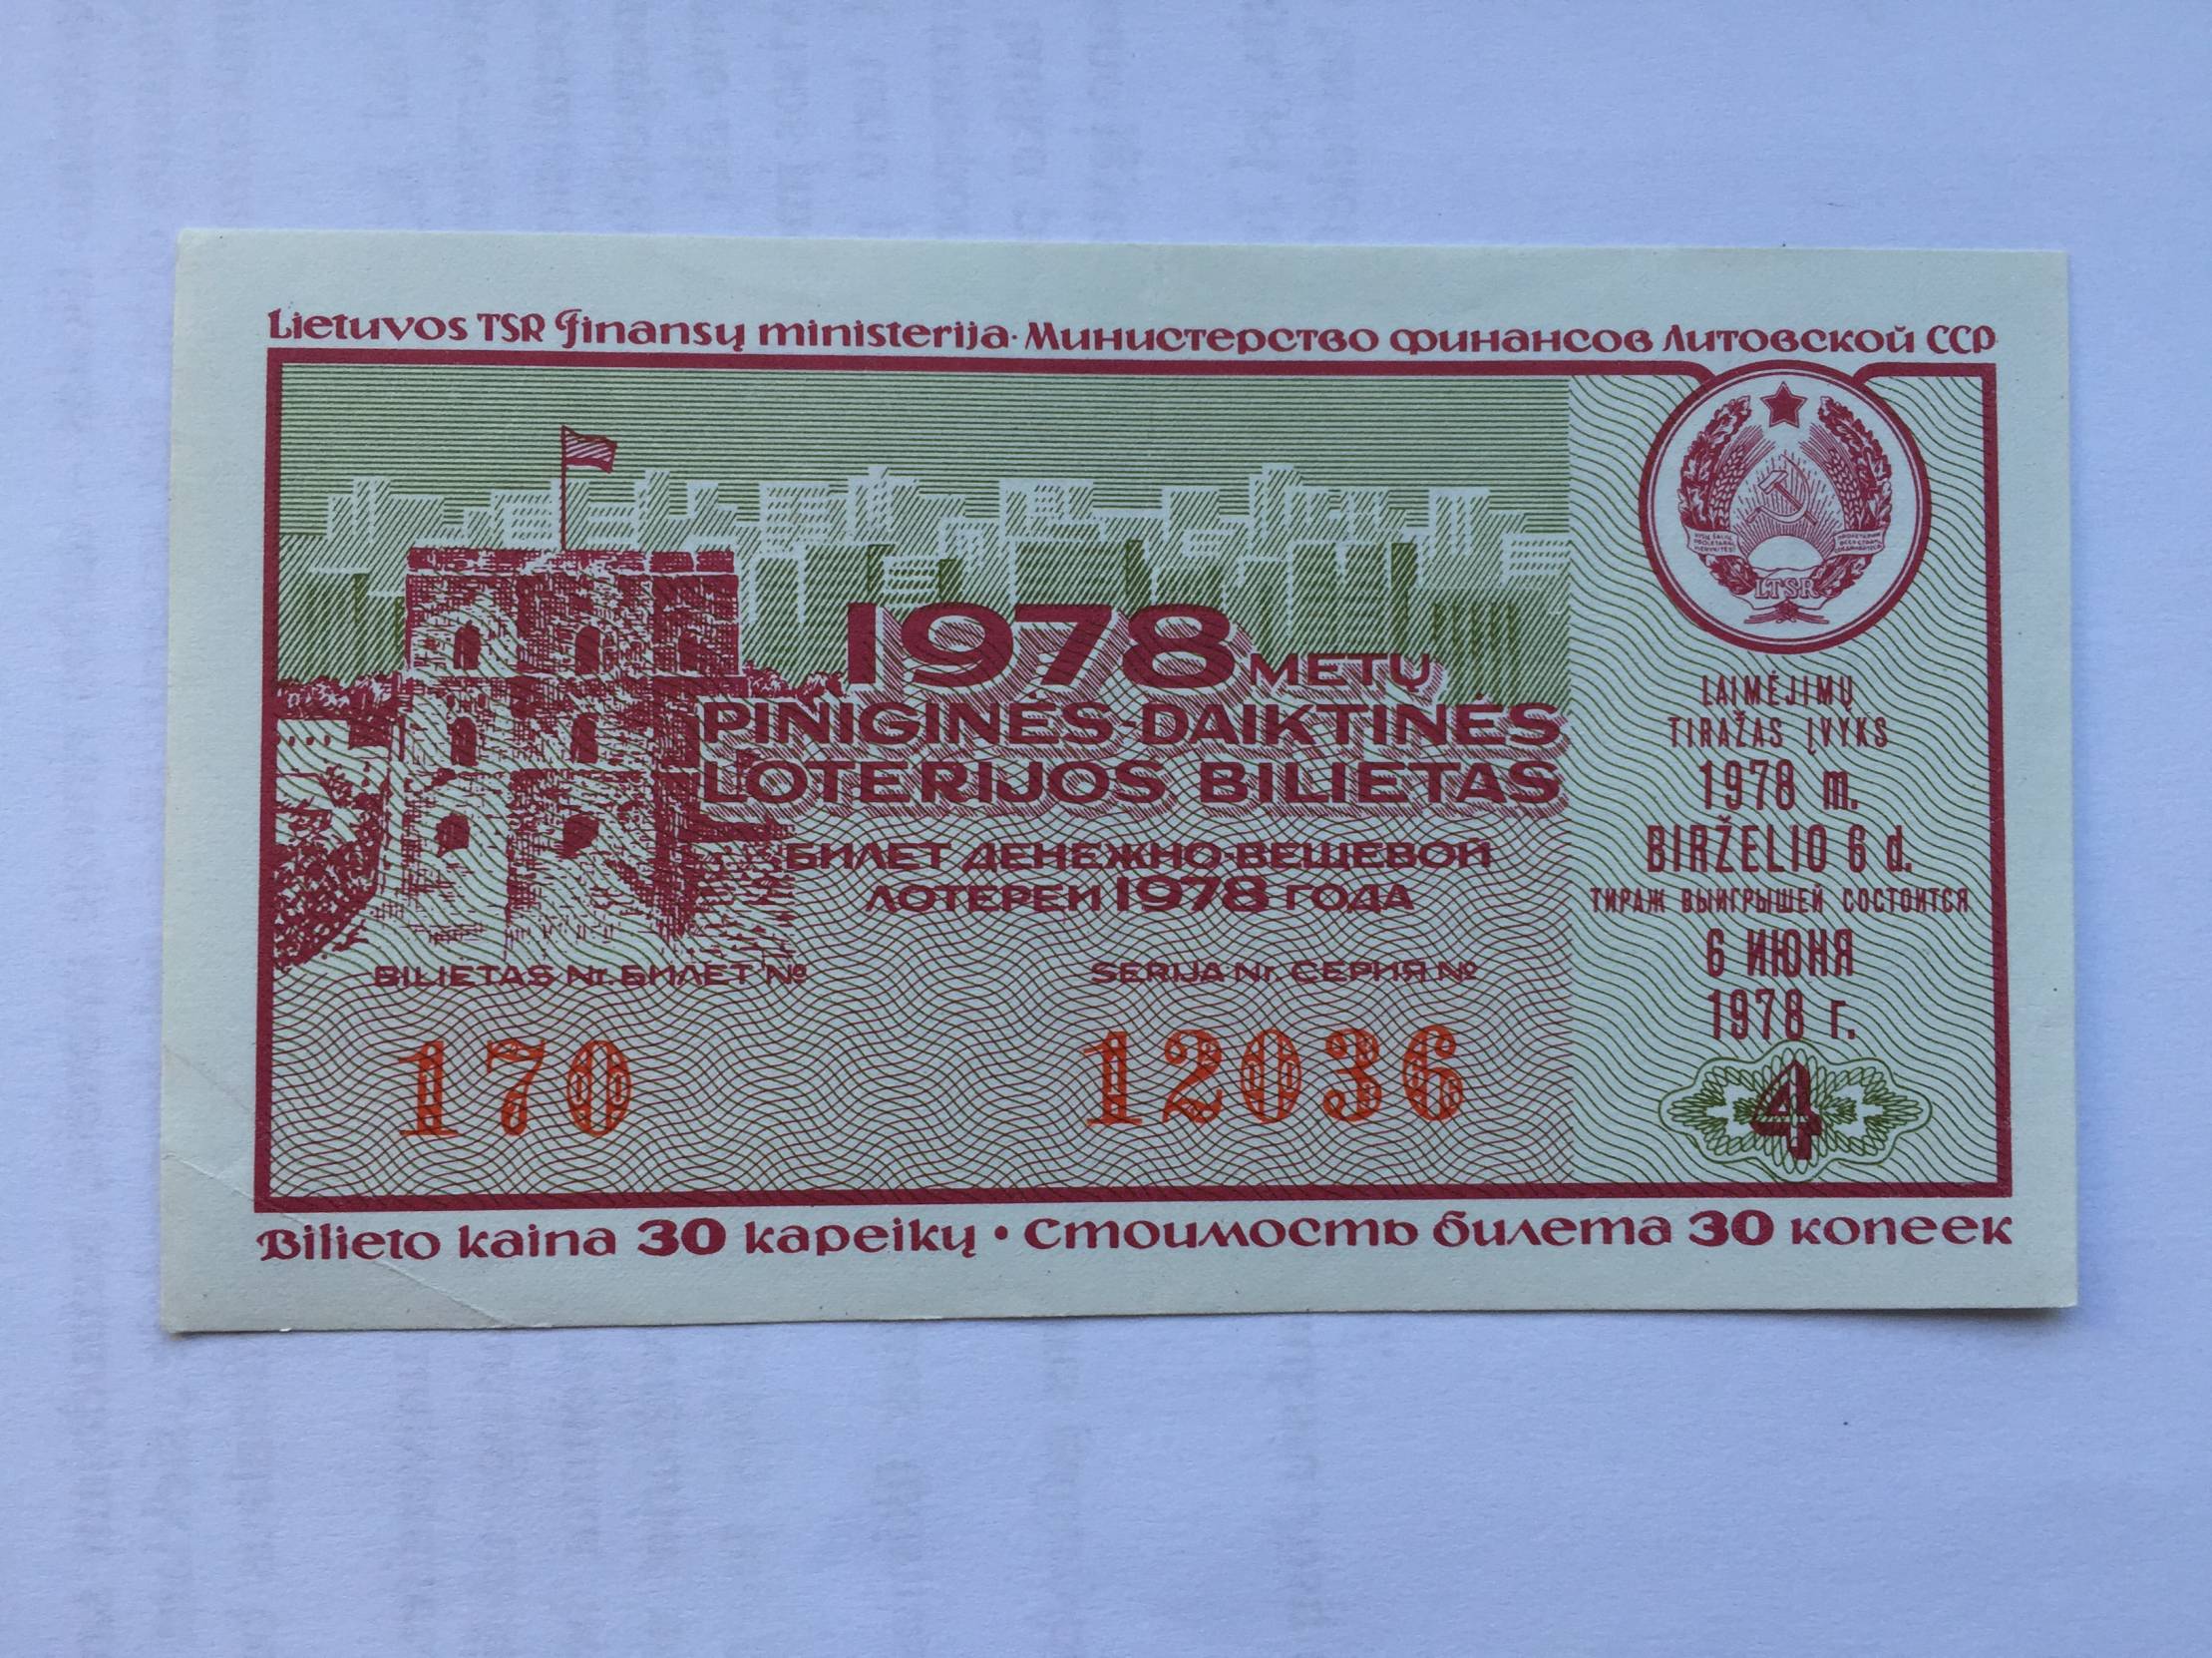 Lietuvos TSR Finansų ministerija · Министерство финансов Литовской ССР
1978 METŲ
PINIGINĖS-DAIKTINĖS
LOTERIJOS BILIETAS
БИЛЕТ ДЕНЕЖНО-ВЕЩЕВОЙ
ЛОТЕРЕИ 1978 ГОДА
BILIETAS Nr. БИЛЕТ №
170
SERIJA Nr. СЕРИЯ №
12036
LTSR
LAIMĖJIMŲ
TIRAŽAS ĮVYKS
1978 m.
BIRŽELIO 6 d.
ТИРАЖ ВЫИГРЫШЕЙ СОСТОИТСЯ
6 ИЮНЯ
1978 г.
4
Bilieto kaina 30 kapeikų • Стоимость билета 30 копеек